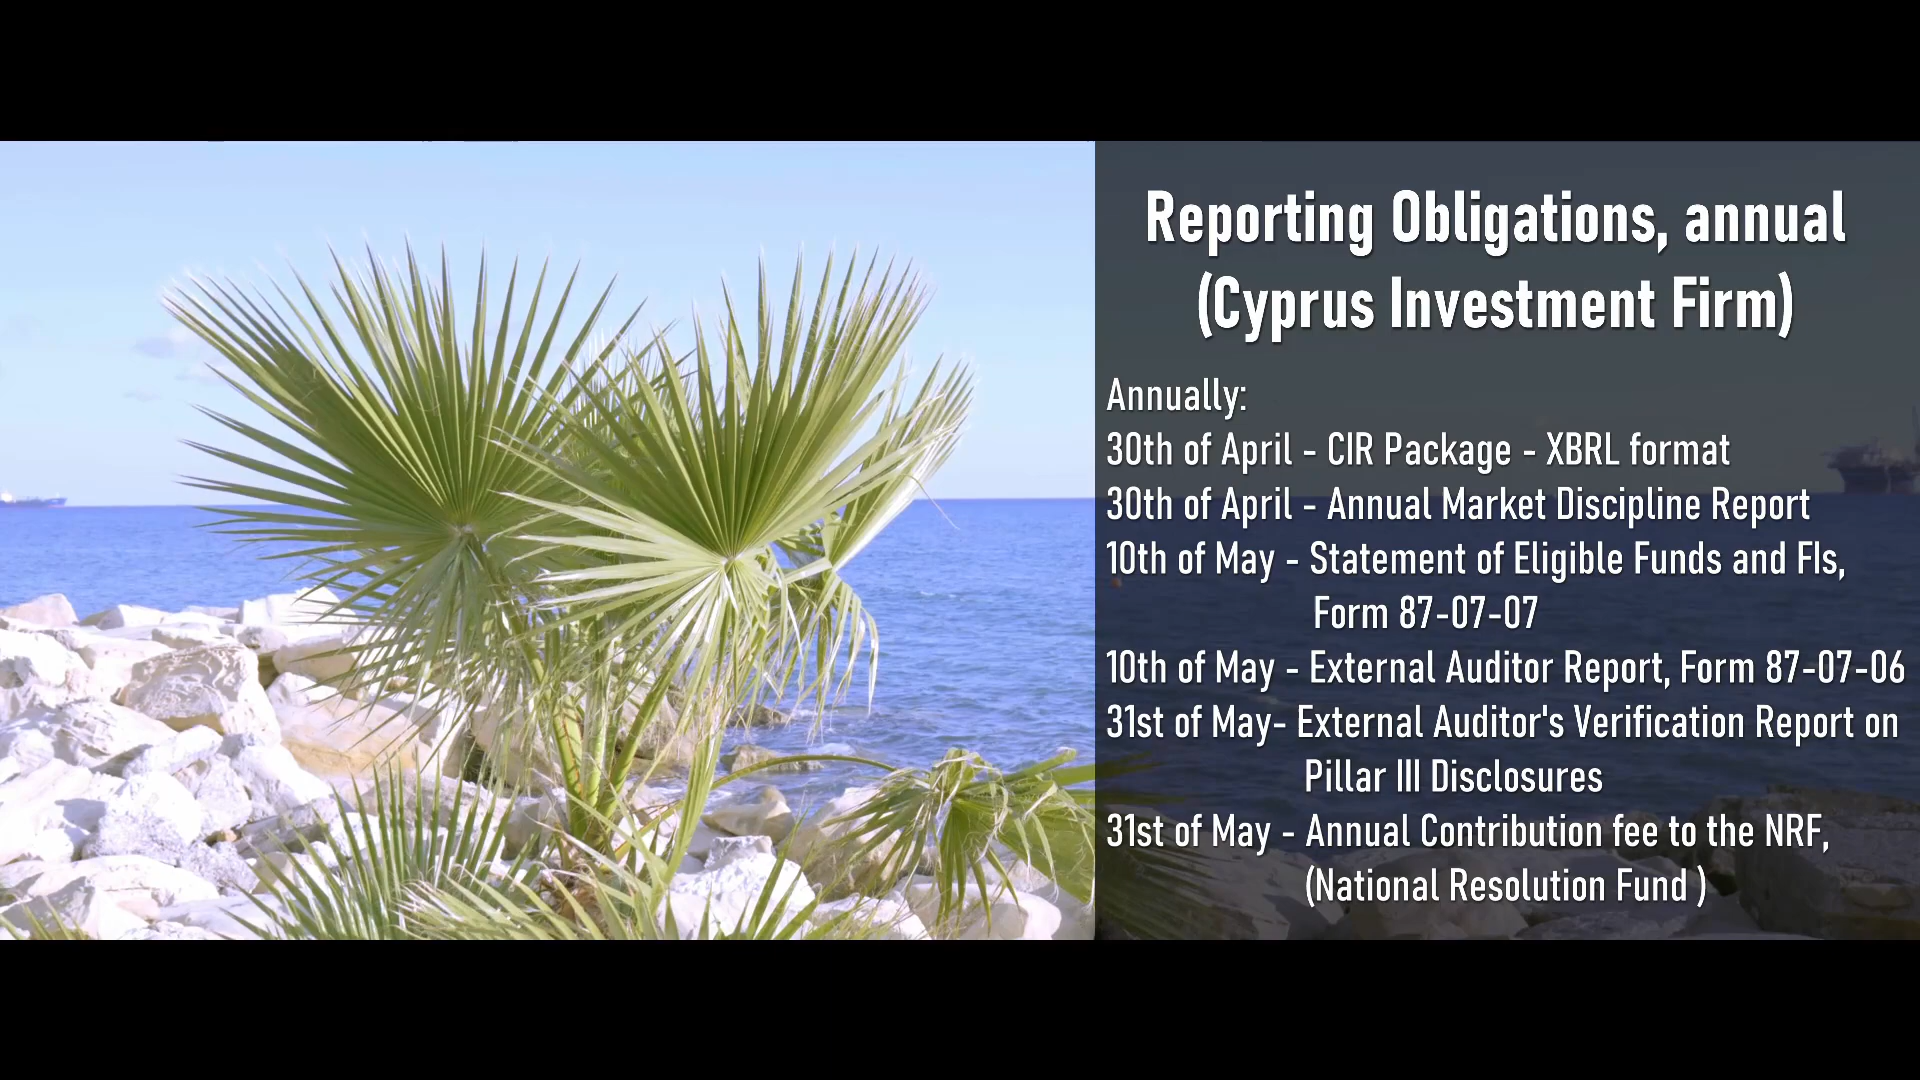 Reporting Obligations, annual
(Cyprus Investment Firm)
Annually:
30th of April - CIR Package - XBRL format
30th of April - Annual Market Discipline Report
10th of May - Statement of Eligible Funds and FIs,
Form 87-07-07
10th of May - External Auditor Report, Form 87-07-06
31st of May- External Auditor's Verification Report on
Pillar III Disclosures
31st of May - Annual Contribution fee to the NRF,
(National Resolution Fund )